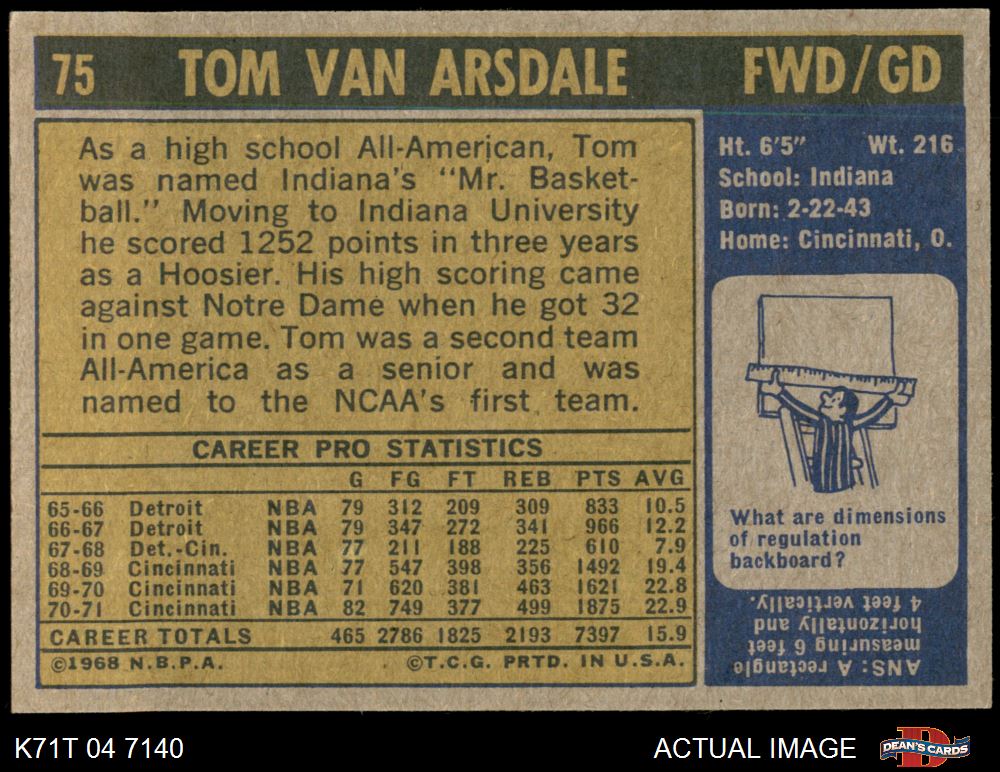 75 TOM VAN ARSDALE FWD/GD
As a high school All-American, Tom
was named Indiana's "Mr. Basket-
ball." Moving to Indiana University
he scored 1252 points in three years
as a Hoosier. His high scoring came
against Notre Dame when he got 32
in one game. Tom was a second team
All-America as a senior and was
named to the NCAA's first team.
CAREER PRO STATISTICS
G FG FT REB PTS AVG
65-66 Detroit NBA 79 312 209 309 833 10.5
66-67 Detroit NBA 79 347 272 341 966 12.2
67-68 Det.-Cin. NBA 77 211 188 225 610 7.9
68-69 Cincinnati NBA 77 547 398 356 1492 19.4
69-70 Cincinnati NBA 71 620 381 463 1621 22.8
70-71 Cincinnati NBA 82 749 377 499 1875 22.9
CAREER TOTALS 465 2786 1825 2193 7397 15.9
©1968 N.B.P.A. ©T.C.G. PRTD. IN U.S.A.
Ht. 6'5" Wt. 216
School: Indiana
Born: 2-22-43
Home: Cincinnati, O.
What are dimensions
of regulation
backboard?
ANS: A rectangle
measuring 6 feet
horizontally and
4 feet vertically.
K71T 04 7140
ACTUAL IMAGE
DEAN'S CARDS